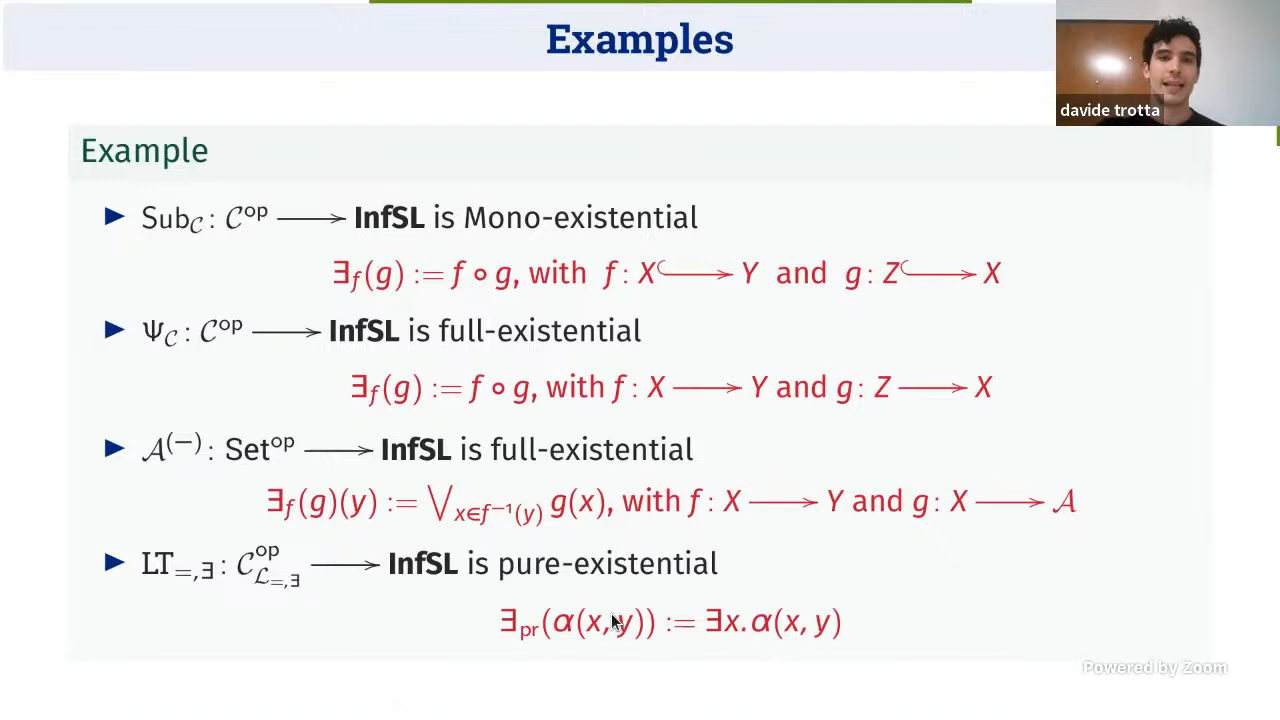 Examples
davide trotta
Example
▶ Sub_𝒞 : 𝒞^op ⟶ InfSL is Mono-existential
∃_f(g) := f ∘ g, with f : X ↪ Y and g : Z ↪ X
▶ Ψ_𝒞 : 𝒞^op ⟶ InfSL is full-existential
∃_f(g) := f ∘ g, with f : X ⟶ Y and g : Z ⟶ X
▶ 𝒜^(−) : Set^op ⟶ InfSL is full-existential
∃_f(g)(y) := ⋁_{x∈f^−1(y)} g(x), with f : X ⟶ Y and g : X ⟶ 𝒜
▶ LT_{=,∃} : 𝒞^op_{ℒ_{=,∃}} ⟶ InfSL is pure-existential
∃_pr(α(x, y)) := ∃x.α(x, y)
Powered by Zoom